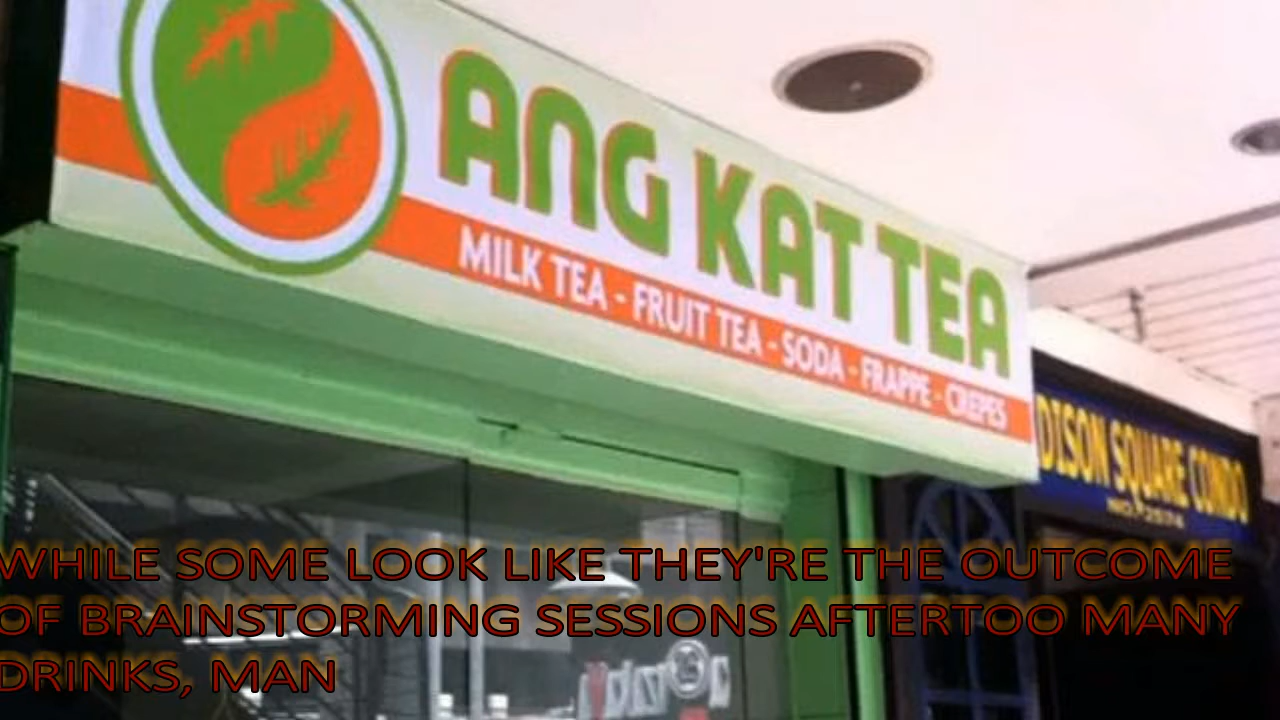 ANG KAT TEA
MILK TEA - FRUIT TEA - SODA - FRAPPE - CREPES
DISON SQUARE CONDO
WHILE SOME LOOK LIKE THEY'RE THE OUTCOME
OF BRAINSTORMING SESSIONS AFTERTOO MANY
DRINKS, MAN